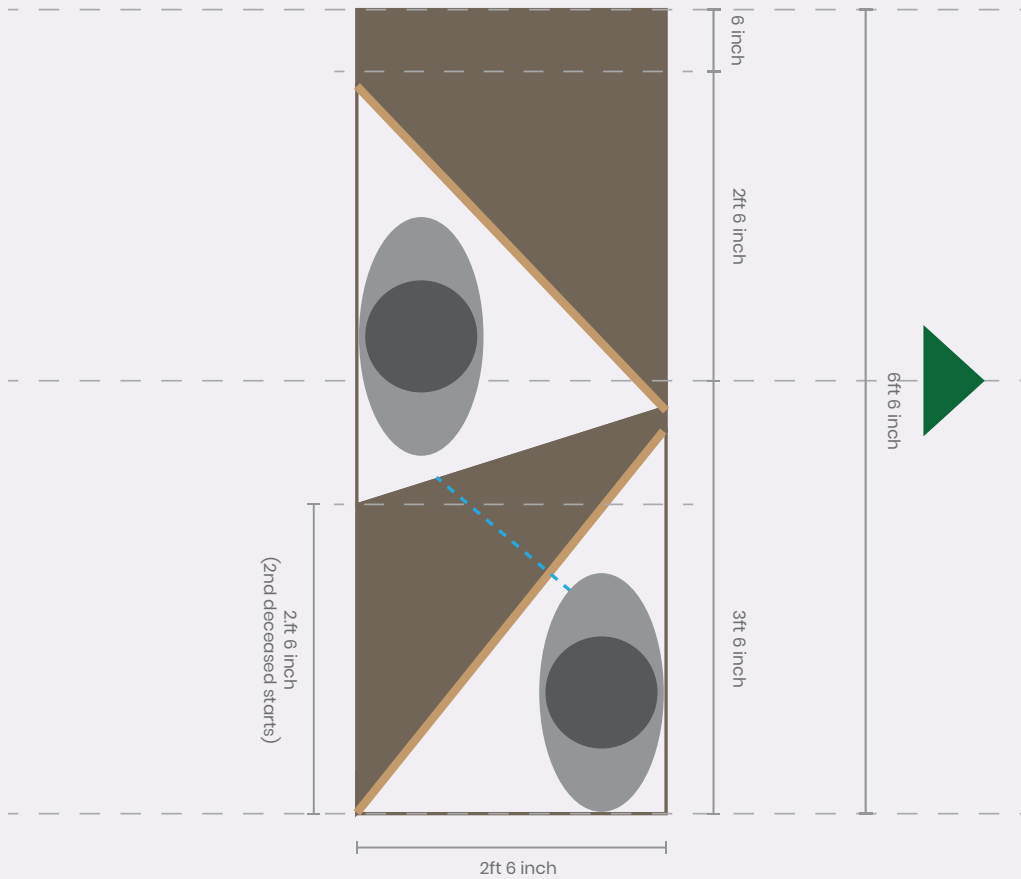 6 inch
2ft 6 inch
6ft 6 inch
2.ft 6 inch
(2nd deceased starts)
3ft 6 inch
2ft 6 inch